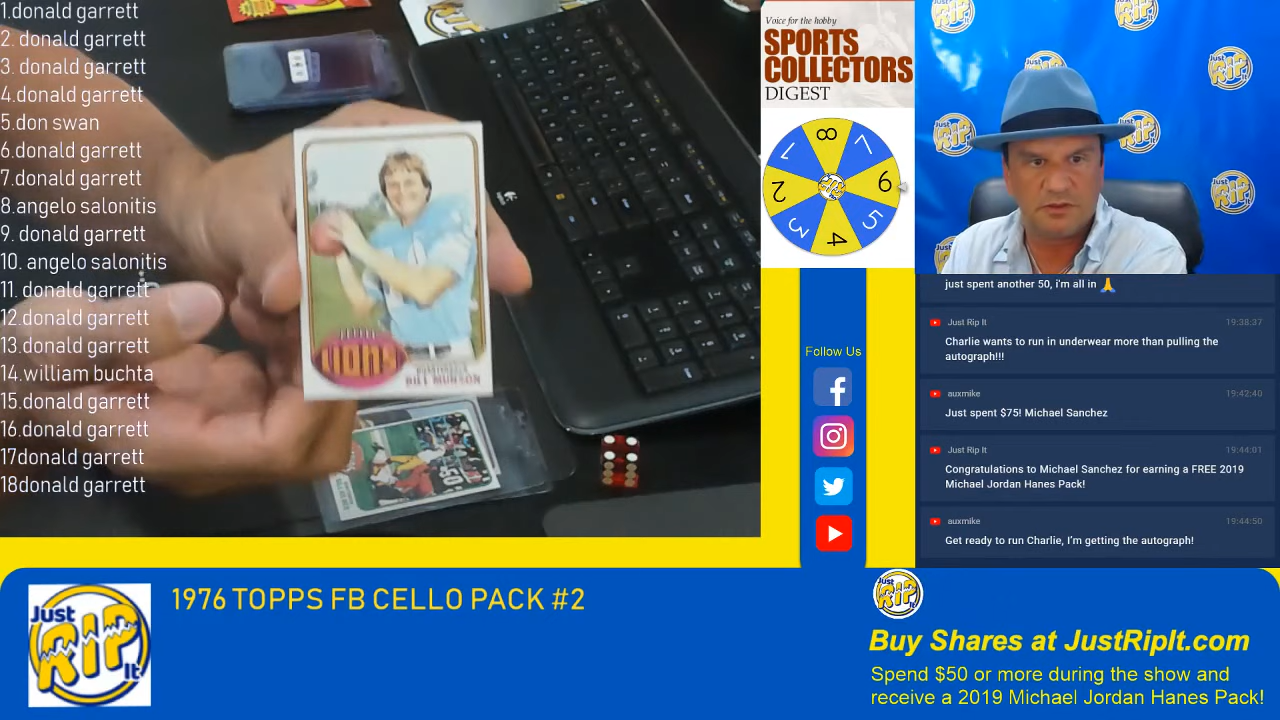 1.donald garrett
2. donald garrett
3. donald garrett
4.donald garrett
5.don swan
6.donald garrett
7.donald garrett
8.angelo salonitis
9. donald garrett
10. angelo salonitis
11. donald garrett
12.donald garrett
13.donald garrett
14.william buchta
15.donald garrett
16.donald garrett
17donald garrett
18donald garrett
LIONS
BILL MUNSON
Voice for the hobby
SPORTS
COLLECTORS
DIGEST
8
7
9
5
4
3
2
1
Follow Us
just spent another 50, i'm all in 🙏
Just Rip It 19:38:37
Charlie wants to run in underwear more than pulling the
autograph!!!
auxmike 19:42:40
Just spent $75! Michael Sanchez
Just Rip It 19:44:01
Congratulations to Michael Sanchez for earning a FREE 2019
Michael Jordan Hanes Pack!
auxmike 19:44:50
Get ready to run Charlie, I'm getting the autograph!
Just
RIP
It
1976 TOPPS FB CELLO PACK #2
Buy Shares at JustRipIt.com
Spend $50 or more during the show and
receive a 2019 Michael Jordan Hanes Pack!